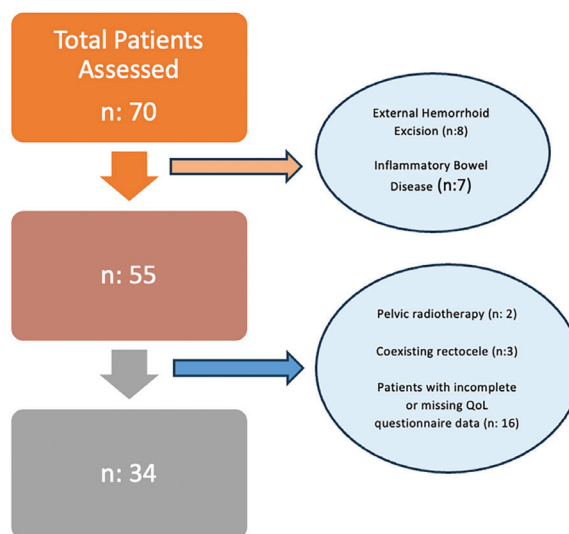 Total Patients
Assessed
n: 70
External Hemorrhoid
Excision (n:8)
Inflammatory Bowel
Disease (n:7)
n: 55
Pelvic radiotherapy (n: 2)
Coexisting rectocele (n:3)
Patients with incomplete
or missing QoL
questionnaire data (n: 16)
n: 34